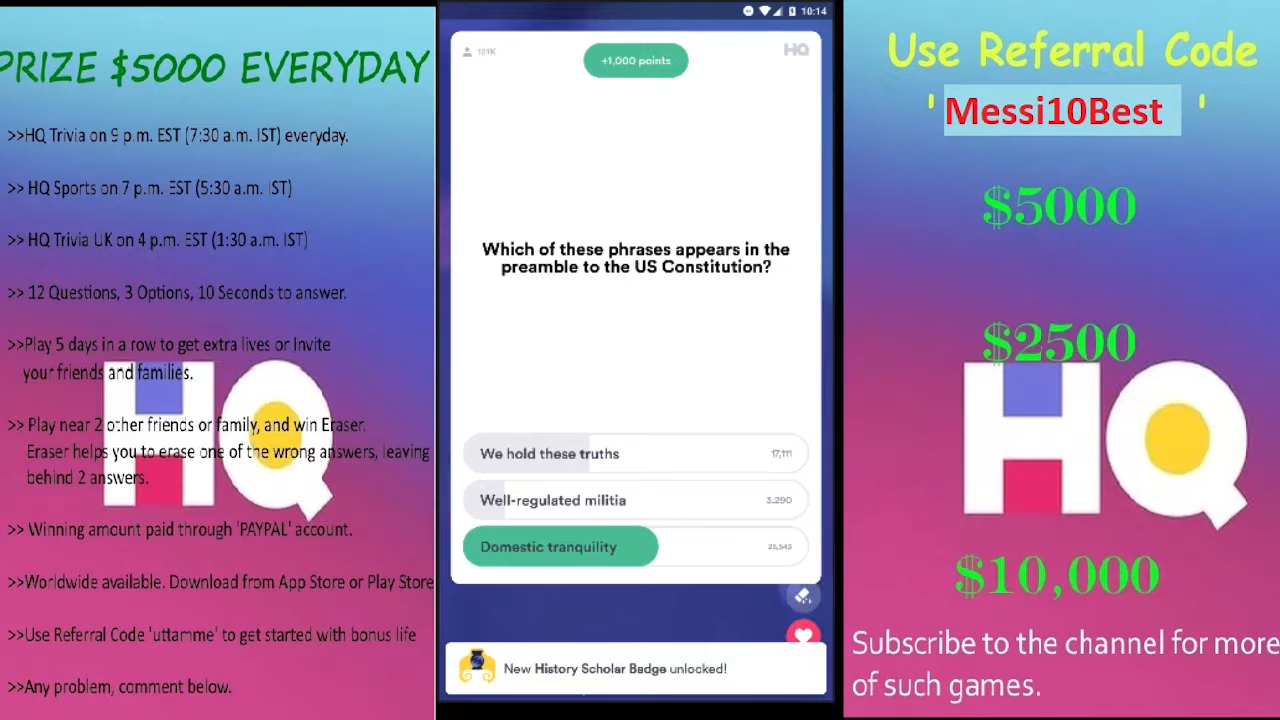 PRIZE $5000 EVERYDAY
>>HQ Trivia on 9 p.m. EST (7:30 a.m. IST) everyday.
>> HQ Sports on 7 p.m. EST (5:30 a.m. IST)
>> HQ Trivia UK on 4 p.m. EST (1:30 a.m. IST)
>> 12 Questions, 3 Options, 10 Seconds to answer.
>>Play 5 days in a row to get extra lives or Invite
your friends and families.
>> Play near 2 other friends or family, and win Eraser.
Eraser helps you to erase one of the wrong answers, leaving
behind 2 answers.
>> Winning amount paid through 'PAYPAL' account.
>>Worldwide available. Download from App Store or Play Store
>>Use Referral Code 'uttamme' to get started with bonus life
>>Any problem, comment below.
HQ
10:14
+1,000 points
HQ
Which of these phrases appears in the
preamble to the US Constitution?
We hold these truths 17,111
Well-regulated militia 3,290
Domestic tranquility
New History Scholar Badge unlocked!
Use Referral Code
' Messi10Best '
$5000
$2500
HQ
$10,000
Subscribe to the channel for more
of such games.